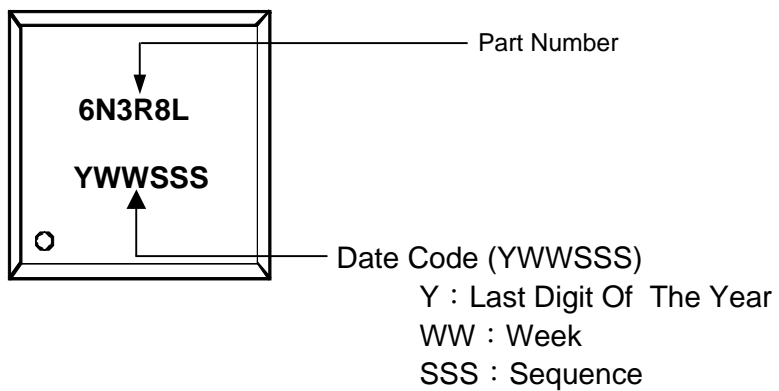 Part Number
6N3R8L
YWWSSS
Date Code (YWWSSS)
Y：Last Digit Of The Year
WW：Week
SSS：Sequence